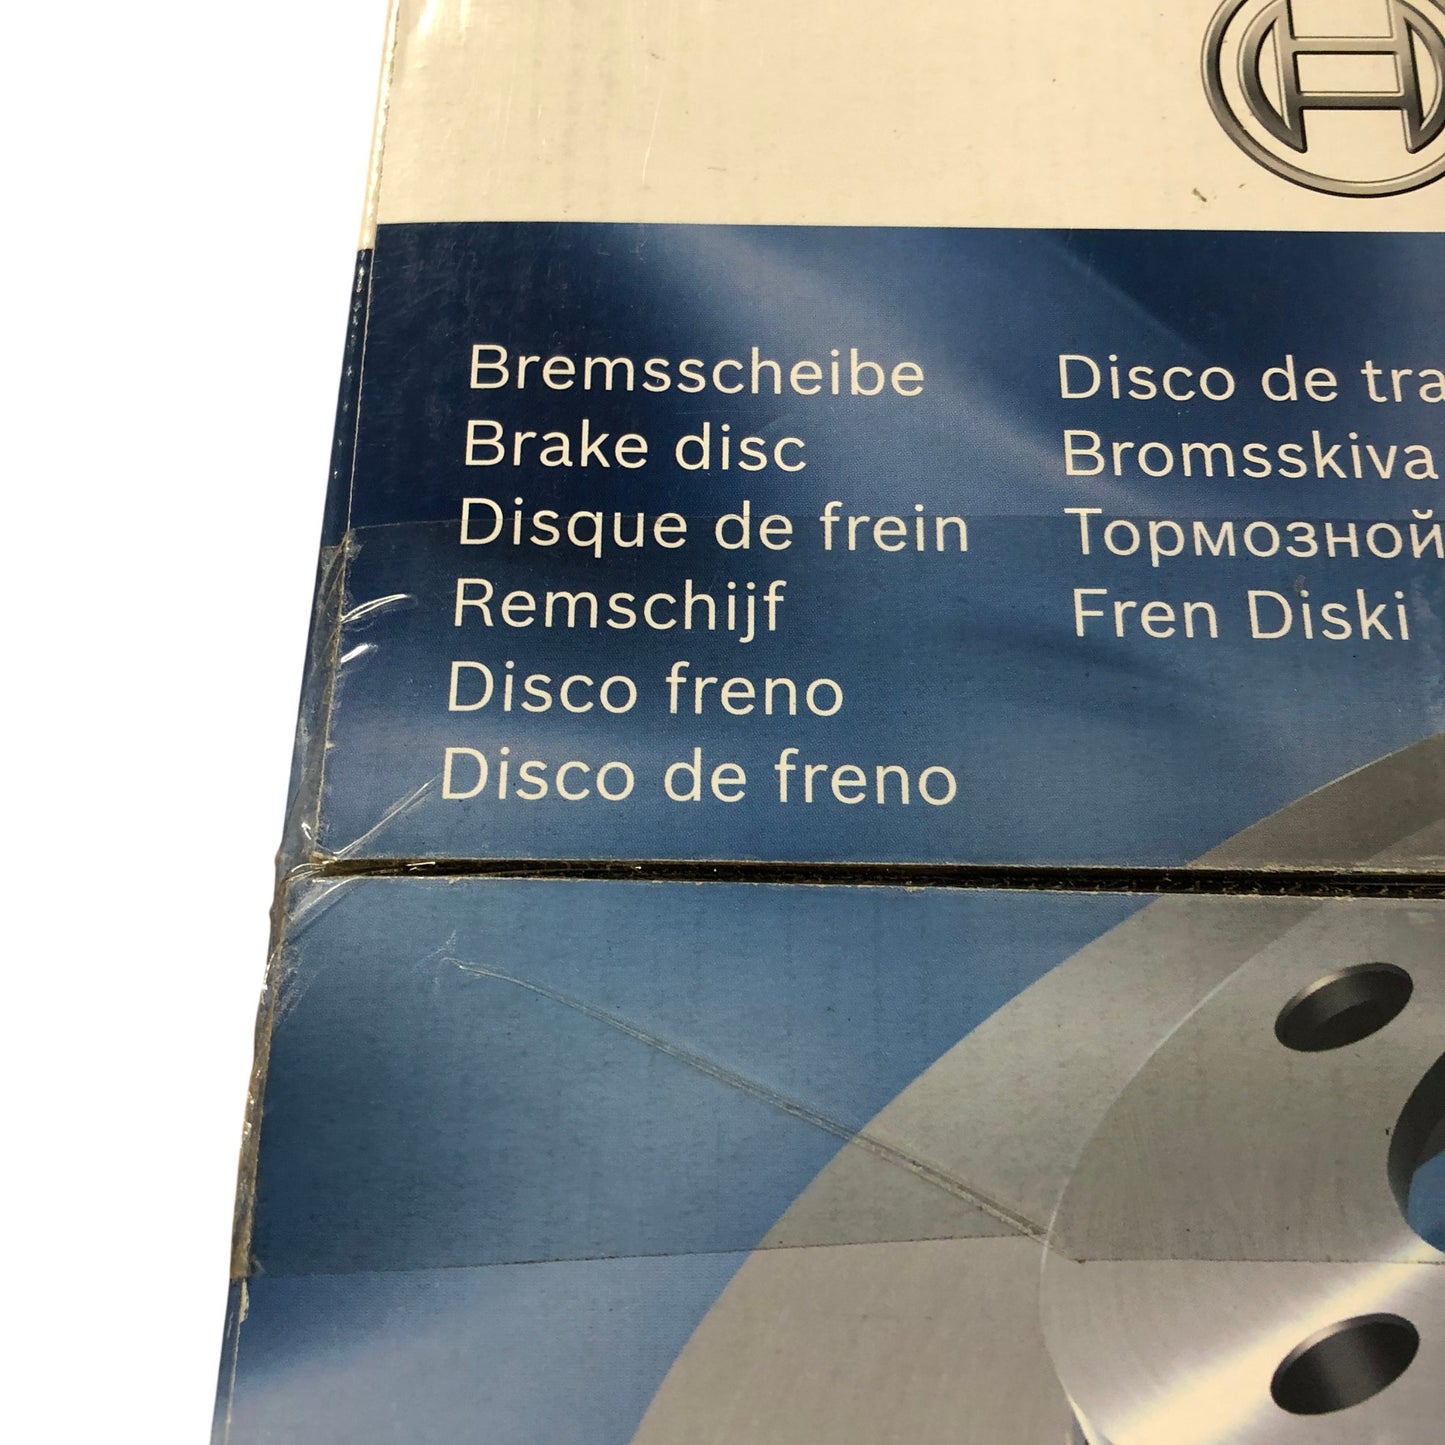 Bremsscheibe
Brake disc
Disque de frein
Remschijf
Disco freno
Disco de freno
Disco de
Bromsskiva
Тормозной
Fren Diski